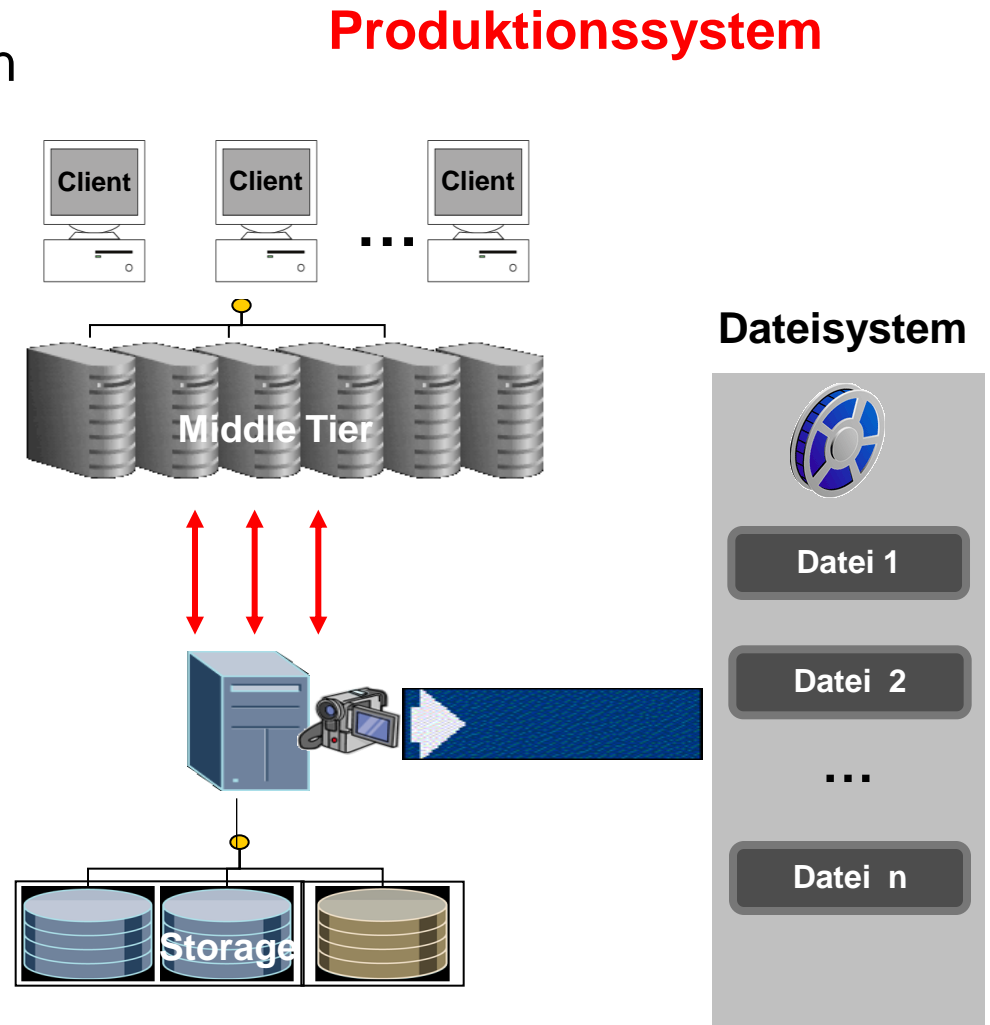 Produktionssystem
n
Client
Client
...
Client
Dateisystem
Middle Tier
Datei 1
Datei 2
...
Datei n
Storage